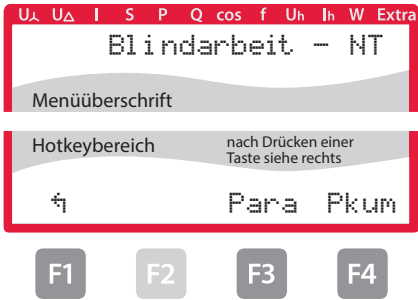 U⅄ U△ I S P Q cos f Uh Ih W Extra
Blindarbeit - NT
Menüüberschrift
Hotkeybereich
nach Drücken einer
Taste siehe rechts
↰ Para Pkum
F1 F2 F3 F4